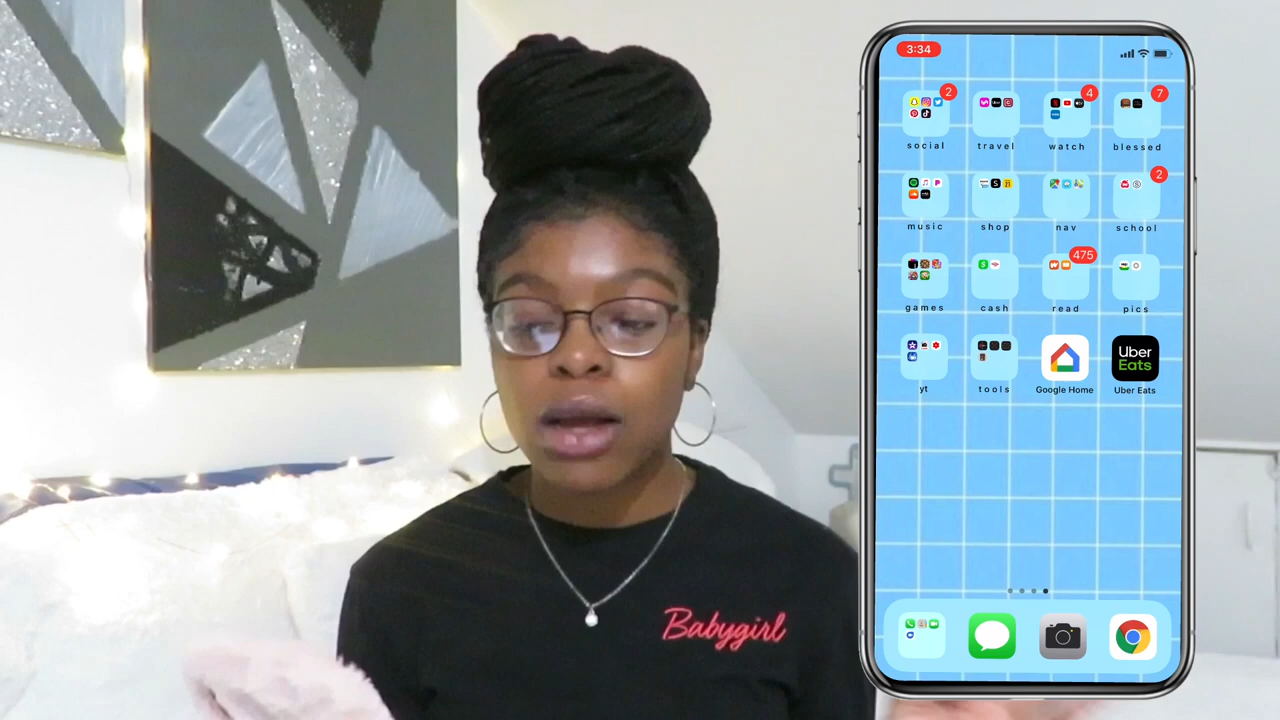 3:34
2
4
7
social
travel
watch
blessed
2
music
shop
nav
school
475
games
cash
read
pics
Uber
Eats
yt
tools
Google Home
Uber Eats
Babygirl